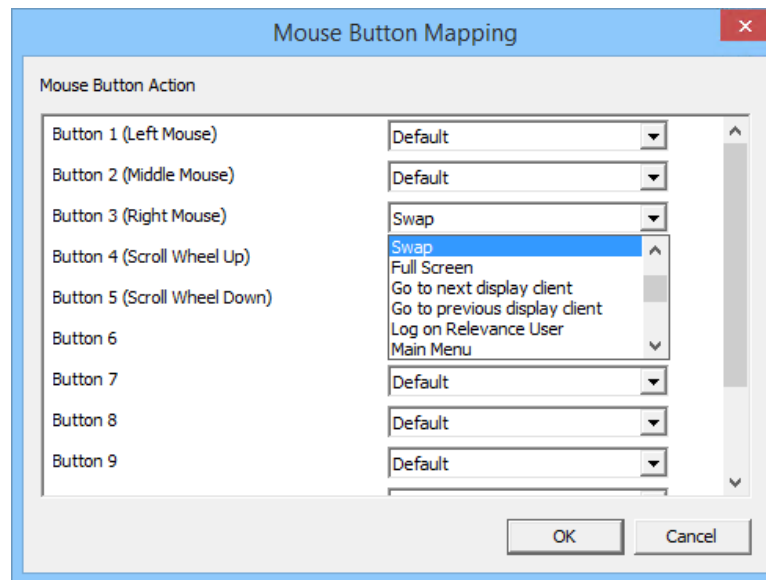 Mouse Button Mapping
Mouse Button Action
Button 1 (Left Mouse) Default
Button 2 (Middle Mouse) Default
Button 3 (Right Mouse) Swap
Swap
Button 4 (Scroll Wheel Up) Full Screen
Go to next display client
Button 5 (Scroll Wheel Down) Go to previous display client
Log on Relevance User
Button 6 Main Menu
Button 7 Default
Button 8 Default
Button 9 Default
OK Cancel